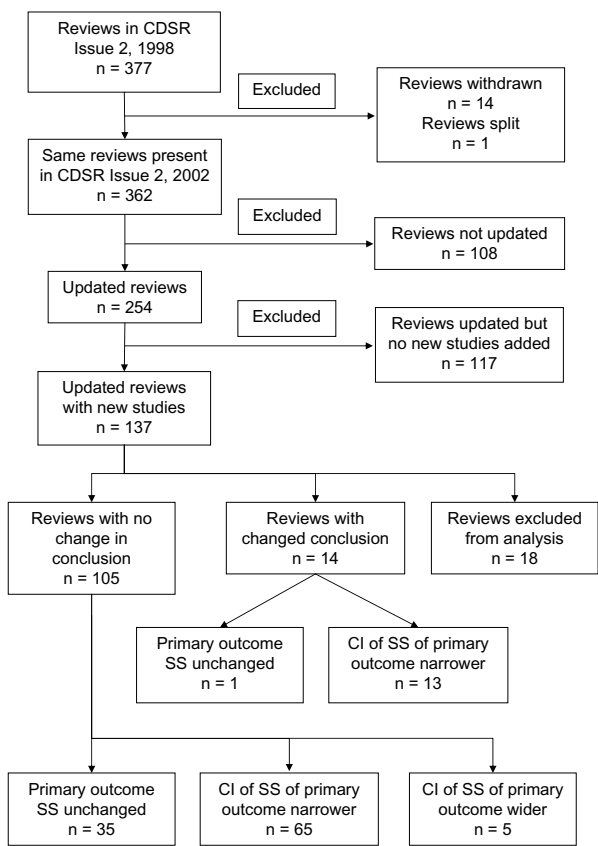 Reviews in CDSR
Issue 2, 1998
n = 377
Excluded
Reviews withdrawn
n = 14
Reviews split
n = 1
Same reviews present
in CDSR Issue 2, 2002
n = 362
Excluded
Reviews not updated
n = 108
Updated reviews
n = 254
Excluded
Reviews updated but
no new studies added
n = 117
Updated reviews
with new studies
n = 137
Reviews with no
change in
conclusion
n = 105
Reviews with
changed conclusion
n = 14
Reviews excluded
from analysis
n = 18
Primary outcome
SS unchanged
n = 1
CI of SS of primary
outcome narrower
n = 13
Primary outcome
SS unchanged
n = 35
CI of SS of primary
outcome narrower
n = 65
CI of SS of primary
outcome wider
n = 5